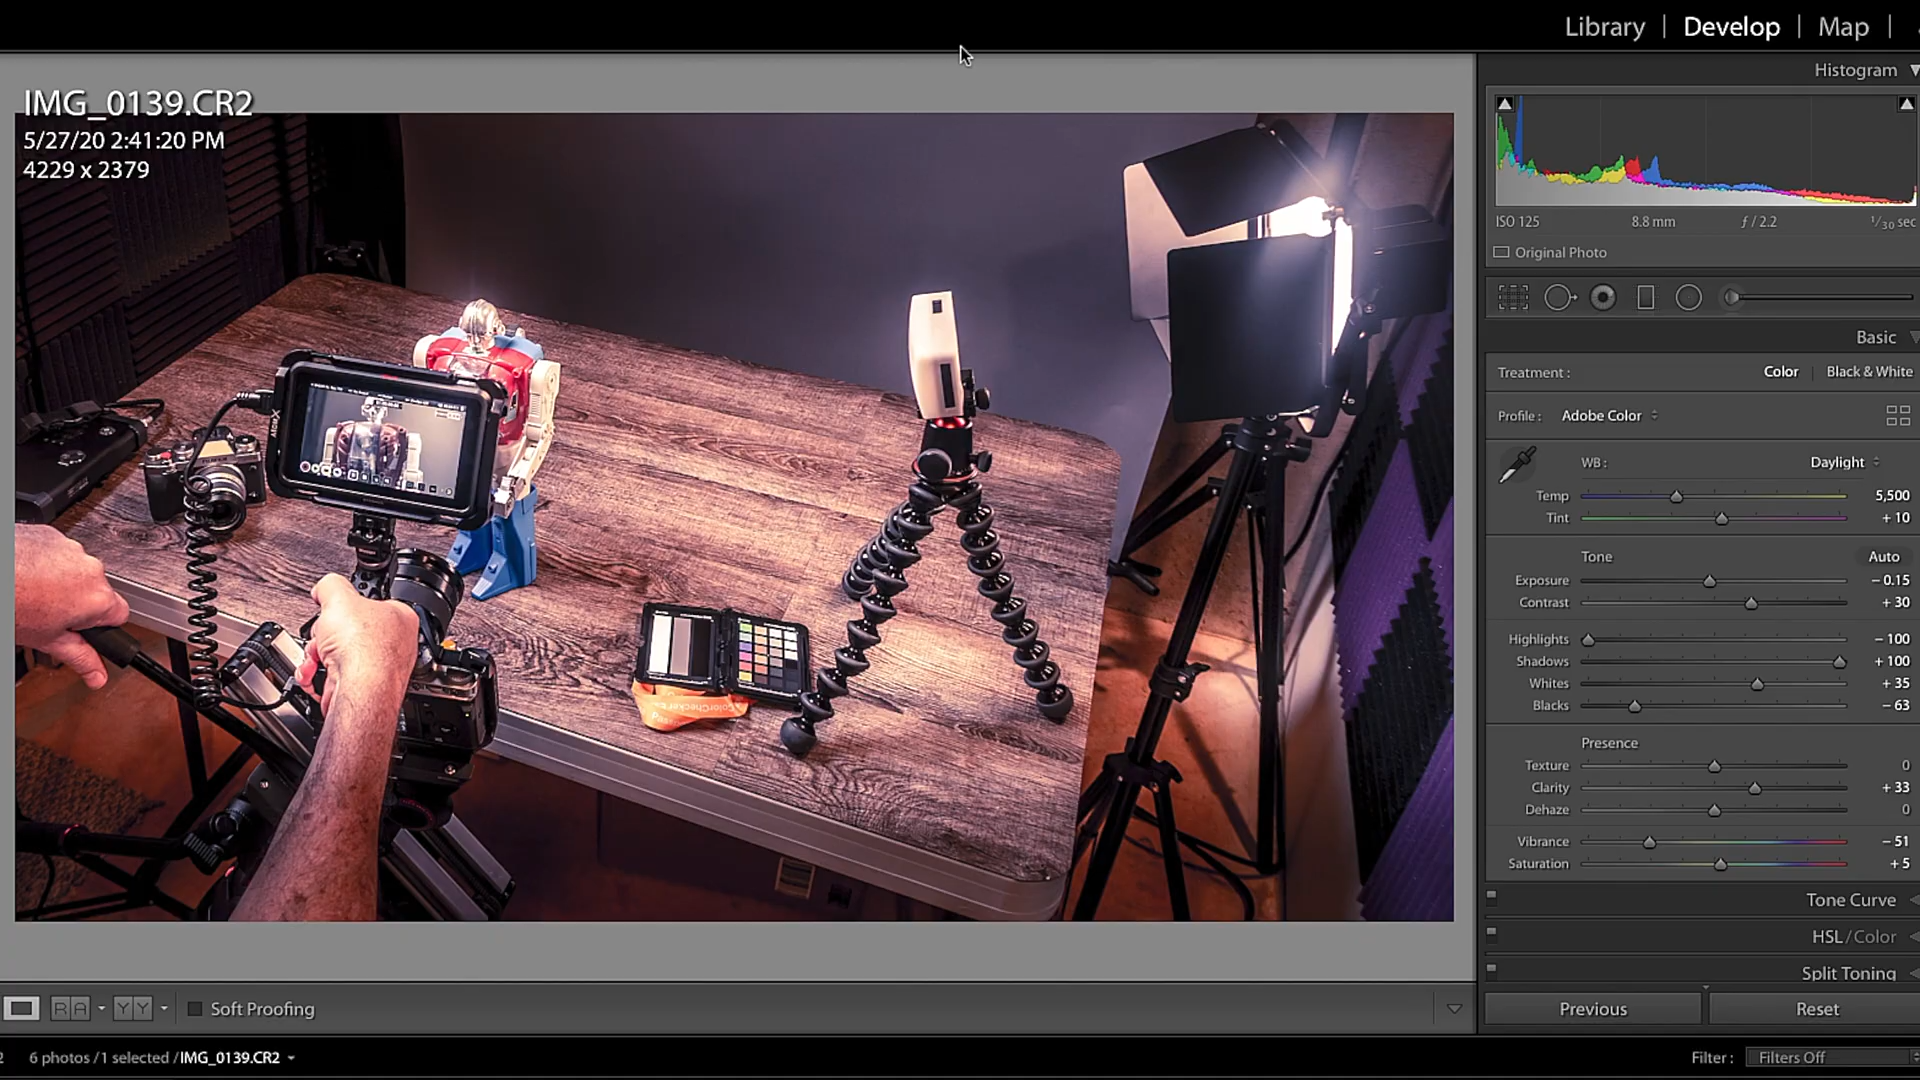 Library | Develop | Map |
Histogram
IMG_0139.CR2
5/27/20 2:41:20 PM
4229 x 2379
ISO 125 8.8 mm ƒ / 2.2 1/30 sec
Original Photo
Basic
Treatment : Color Black & White
Profile : Adobe Color
WB : Daylight
Temp 5,500
Tint + 10
Tone Auto
Exposure – 0.15
Contrast + 30
Highlights – 100
Shadows + 100
Whites + 35
Blacks – 63
Presence
Texture 0
Clarity + 33
Dehaze 0
Vibrance – 51
Saturation + 5
Tone Curve
HSL / Color
Split Toning
ColorChecker
R A Y Y Soft Proofing
Previous Reset
6 photos / 1 selected / IMG_0139.CR2
Filter : Filters Off